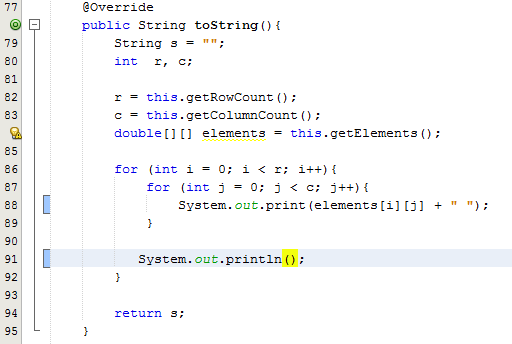 77 @Override
public String toString(){
79 String s = "";
80 int r, c;
81
82 r = this.getRowCount();
83 c = this.getColumnCount();
double[][] elements = this.getElements();
85
86 for (int i = 0; i < r; i++){
87 for (int j = 0; j < c; j++){
88 System.out.print(elements[i][j] + " ");
89 }
90
91 System.out.println();
92 }
93
94 return s;
95 }